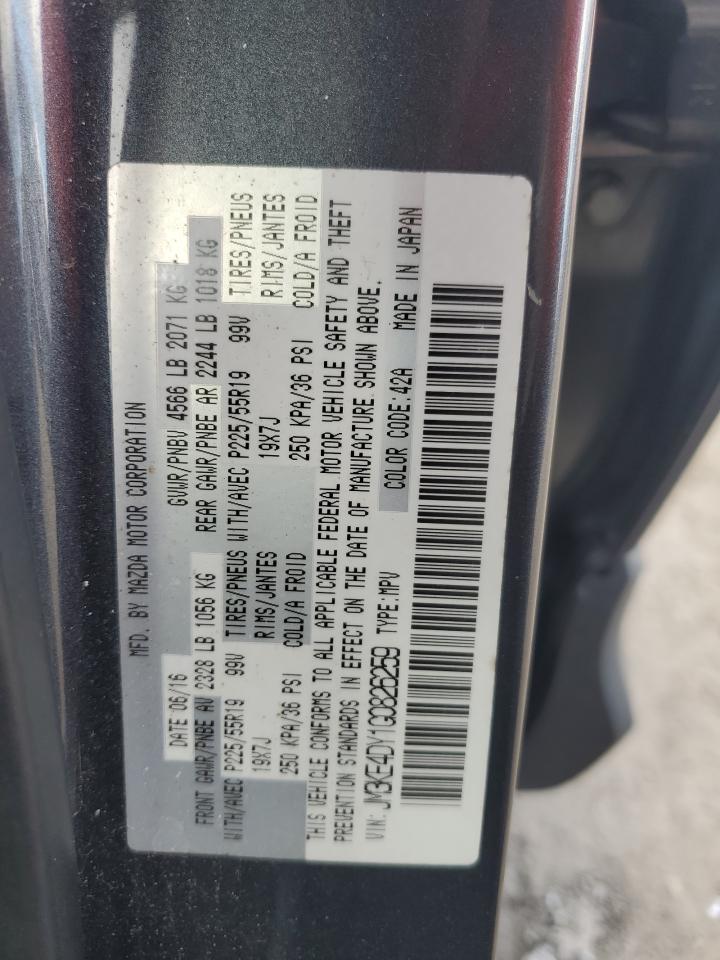 MFD. BY MAZDA MOTOR CORPORATION
DATE 06/16 GVWR/PNBV 4566 LB 2071 KG
FRONT GAWR/PNBE AV 2328 LB 1056 KG REAR GAWR/PNBE AR 2244 LB 1018 KG
WITH/AVEC P225/55R19 99V TIRES/PNEUS WITH/AVEC P225/55R19 99V TIRES/PNEUS
19X7J RIMS/JANTES 19X7J RIMS/JANTES
250 KPA/36 PSI COLD/A FROID 250 KPA/36 PSI COLD/A FROID
THIS VEHICLE CONFORMS TO ALL APPLICABLE FEDERAL MOTOR VEHICLE SAFETY AND THEFT
PREVENTION STANDARDS IN EFFECT ON THE DATE OF MANUFACTURE SHOWN ABOVE.
VIN: JM3KE4DY1G0826259 TYPE:MPV COLOR CODE:42A MADE IN JAPAN